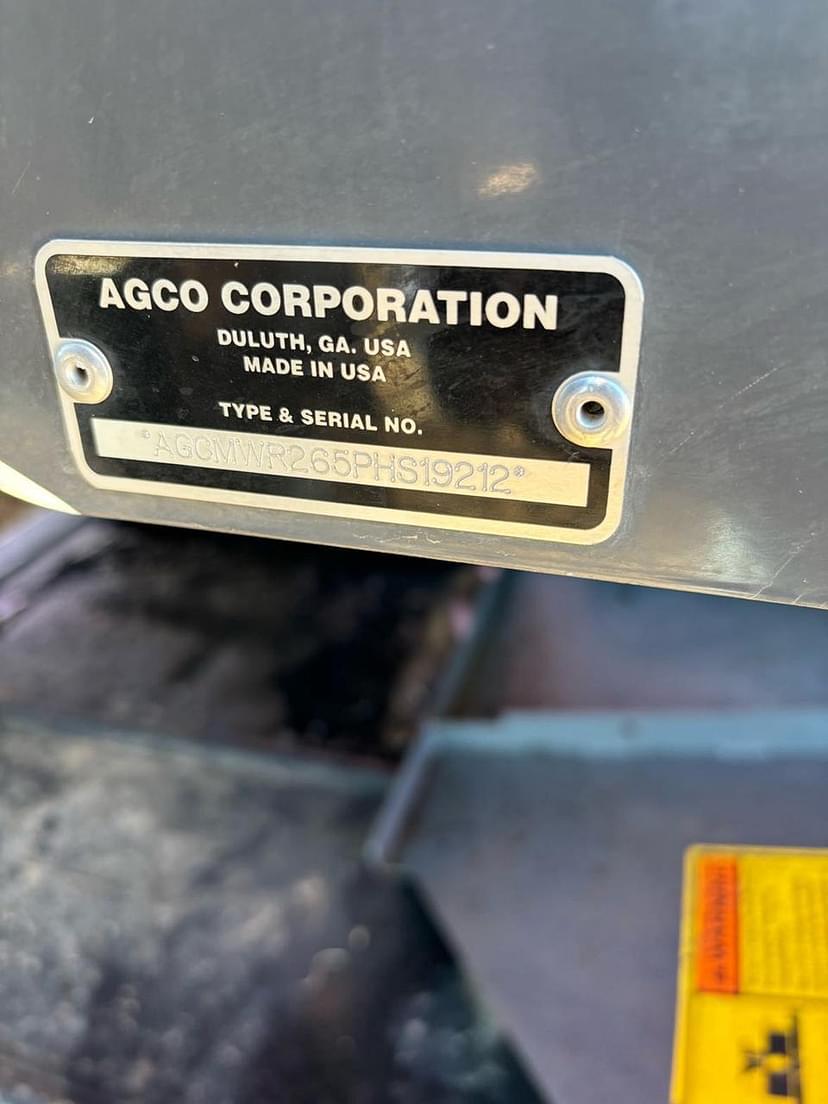 AGCO CORPORATION
DULUTH, GA. USA
MADE IN USA
TYPE & SERIAL NO.
*AGCMWR265PHS19212*